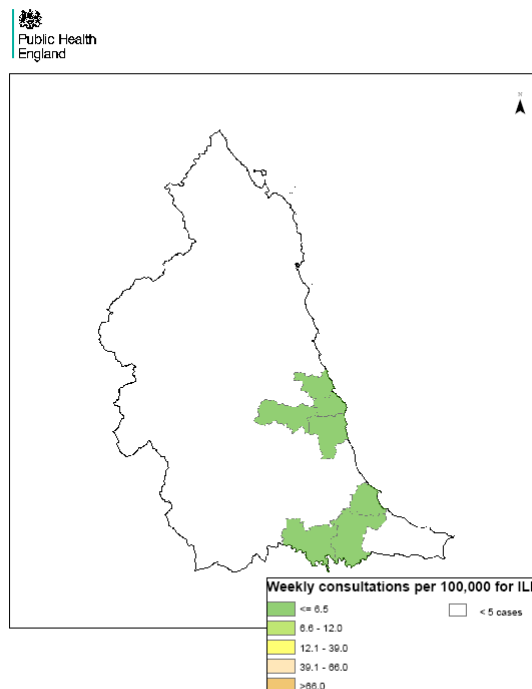 Public Health
England
N
Weekly consultations per 100,000 for ILI
<= 6.5
< 5 cases
6.6 - 12.0
12.1 - 39.0
39.1 - 66.0
>66.0